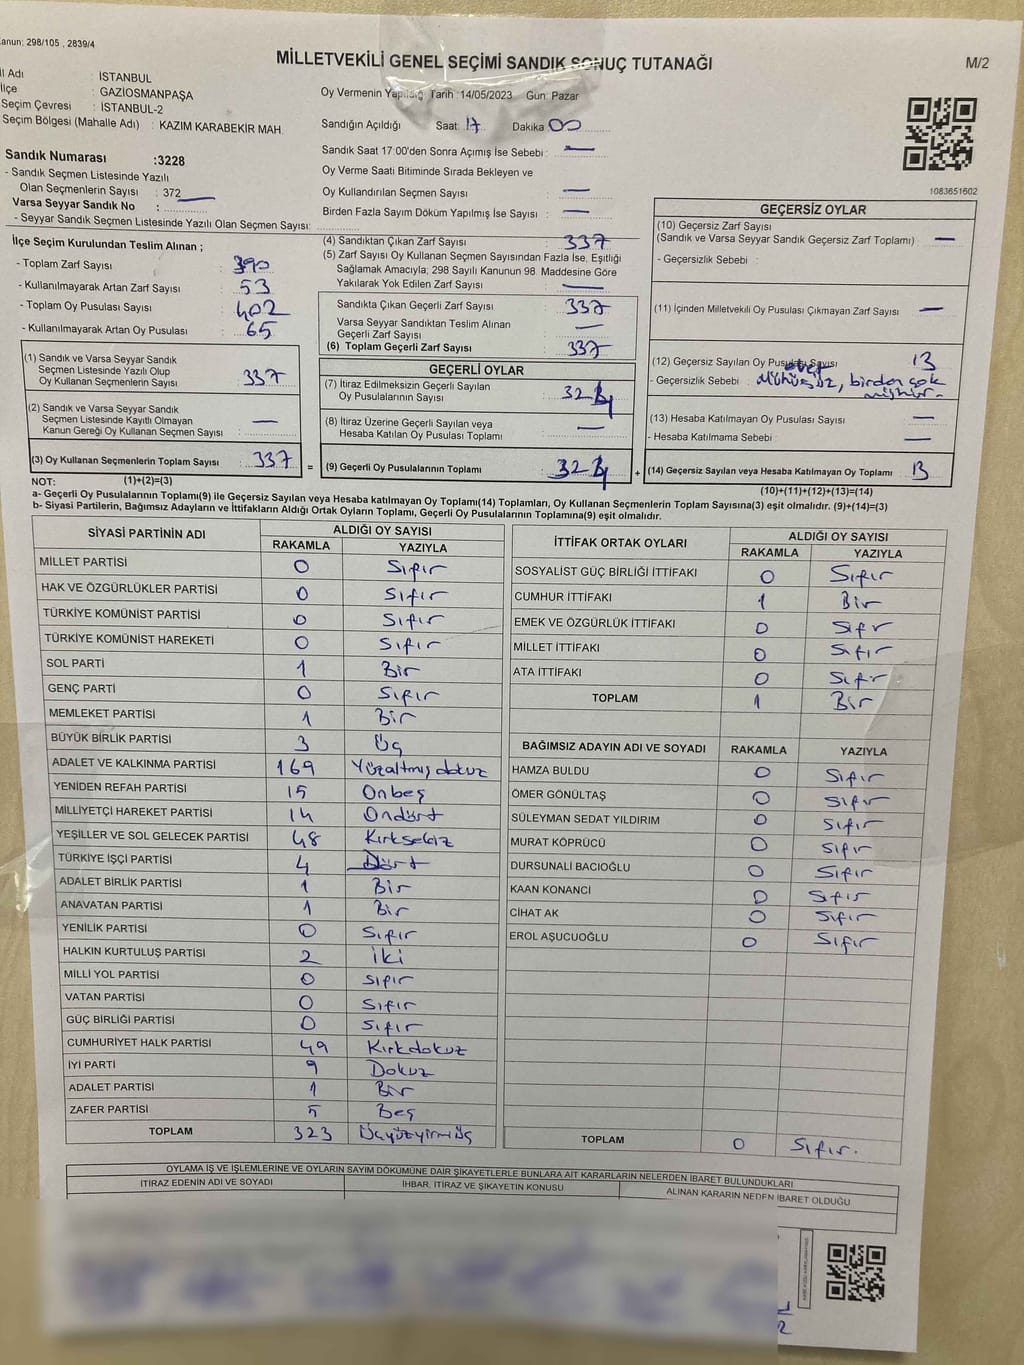 Kanun: 298/105 , 2839/4
MİLLETVEKİLİ GENEL SEÇİMİ SANDIK SONUÇ TUTANAĞI
M/2
İl Adı : İSTANBUL
İlçe : GAZİOSMANPAŞA
Seçim Çevresi : İSTANBUL-2
Seçim Bölgesi (Mahalle Adı) : KAZIM KARABEKİR MAH.
Sandık Numarası :3228
- Sandık Seçmen Listesinde Yazılı
Olan Seçmenlerin Sayısı : 372
Varsa Seyyar Sandık No :
- Seyyar Sandık Seçmen Listesinde Yazılı Olan Seçmen Sayısı:
Oy Vermenin Yapıldığı Tarih :14/05/2023 Gün: Pazar
Sandığın Açıldığı Saat: 17 Dakika 00
Sandık Saat 17:00'den Sonra Açımış İse Sebebi : —
Oy Verme Saati Bitiminde Sırada Bekleyen ve
Oy Kullandırılan Seçmen Sayısı : —
Birden Fazla Sayım Döküm Yapılmış İse Sayısı : —
1083651602
İlçe Seçim Kurulundan Teslim Alınan ;
- Toplam Zarf Sayısı : 390
- Kullanılmayarak Artan Zarf Sayısı : 53
- Toplam Oy Pusulası Sayısı : 402
- Kullanılmayarak Artan Oy Pusulası : 65
(1) Sandık ve Varsa Seyyar Sandık
Seçmen Listesinde Yazılı Olup
Oy Kullanan Seçmenlerin Sayısı : 337
(2) Sandık ve Varsa Seyyar Sandık
Seçmen Listesinde Kayıtlı Olmayan
Kanun Gereği Oy Kullanan Seçmen Sayısı : —
(3) Oy Kullanan Seçmenlerin Toplam Sayısı : 337
(4) Sandıktan Çıkan Zarf Sayısı : 337
(5) Zarf Sayısı Oy Kullanan Seçmen Sayısından Fazla İse, Eşitliği
Sağlamak Amacıyla; 298 Sayılı Kanunun 98. Maddesine Göre
Yakılarak Yok Edilen Zarf Sayısı : —
Sandıkta Çıkan Geçerli Zarf Sayısı : 337
Varsa Seyyar Sandıktan Teslim Alınan
Geçerli Zarf Sayısı : —
(6) Toplam Geçerli Zarf Sayısı : 337
GEÇERLİ OYLAR
(7) İtiraz Edilmeksizin Geçerli Sayılan
Oy Pusulalarının Sayısı : 324
(8) İtiraz Üzerine Geçerli Sayılan veya
Hesaba Katılan Oy Pusulası Toplamı : —
= (9) Geçerli Oy Pusulalarının Toplamı : 324
GEÇERSİZ OYLAR
(10) Geçersiz Zarf Sayısı
(Sandık ve Varsa Seyyar Sandık Geçersiz Zarf Toplamı) : —
- Geçersizlik Sebebi :
(11) İçinden Milletvekili Oy Pusulası Çıkmayan Zarf Sayısı : —
(12) Geçersiz Sayılan Oy Pusulası Sayısı : 13
- Geçersizlik Sebebi : evet
Mühürsüz, birden çok
mühür.
(13) Hesaba Katılmayan Oy Pusulası Sayısı : —
- Hesaba Katılmama Sebebi : —
+ (14) Geçersiz Sayılan veya Hesaba Katılmayan Oy Toplamı : 13
NOT: (1)+(2)=(3)
(10)+(11)+(12)+(13)=(14)
a- Geçerli Oy Pusulalarının Toplamı(9) ile Geçersiz Sayılan veya Hesaba katılmayan Oy Toplamı(14) Toplamları, Oy Kullanan Seçmenlerin Toplam Sayısına(3) eşit olmalıdır. (9)+(14)=(3)
b- Siyasi Partilerin, Bağımsız Adayların ve İttifakların Aldığı Ortak Oyların Toplamı, Geçerli Oy Pusulalarının Toplamına(9) eşit olmalıdır.
SİYASİ PARTİNİN ADI ALDIĞI OY SAYISI
RAKAMLA YAZIYLA
MİLLET PARTİSİ 0 Sıfır
HAK VE ÖZGÜRLÜKLER PARTİSİ 0 Sıfır
TÜRKİYE KOMÜNİST PARTİSİ 0 Sıfır
TÜRKİYE KOMÜNİST HAREKETİ 0 Sıfır
SOL PARTİ 1 Bir
GENÇ PARTİ 0 Sıfır
MEMLEKET PARTİSİ 1 Bir
BÜYÜK BİRLİK PARTİSİ 3 Üç
ADALET VE KALKINMA PARTİSİ 169 Yüzaltmış dokuz
YENİDEN REFAH PARTİSİ 15 Onbeş
MİLLİYETÇİ HAREKET PARTİSİ 14 Ondört
YEŞİLLER VE SOL GELECEK PARTİSİ 48 Kırksekiz
TÜRKİYE İŞÇİ PARTİSİ 4 Dört
ADALET BİRLİK PARTİSİ 1 Bir
ANAVATAN PARTİSİ 1 Bir
YENİLİK PARTİSİ 0 Sıfır
HALKIN KURTULUŞ PARTİSİ 2 İki
MİLLİ YOL PARTİSİ 0 Sıfır
VATAN PARTİSİ 0 Sıfır
GÜÇ BİRLİĞİ PARTİSİ 0 Sıfır
CUMHURİYET HALK PARTİSİ 49 Kırkdokuz
İYİ PARTİ 9 Dokuz
ADALET PARTİSİ 1 Bir
ZAFER PARTİSİ 5 Beş
TOPLAM 323 Üçyüzyirmiüç
İTTİFAK ORTAK OYLARI ALDIĞI OY SAYISI
RAKAMLA YAZIYLA
SOSYALİST GÜÇ BİRLİĞİ İTTİFAKI 0 Sıfır
CUMHUR İTTİFAKI 1 Bir
EMEK VE ÖZGÜRLÜK İTTİFAKI 0 Sıfr
MİLLET İTTİFAKI 0 Sıfır
ATA İTTİFAKI 0 Sıfr
TOPLAM 1 Bir
BAĞIMSIZ ADAYIN ADI VE SOYADI RAKAMLA YAZIYLA
HAMZA BULDU 0 Sıfır
ÖMER GÖNÜLTAŞ 0 Sıfır
SÜLEYMAN SEDAT YILDIRIM 0 Sıfır
MURAT KÖPRÜCÜ 0 Sıfır
DURSUNALİ BACIOĞLU 0 Sıfır
KAAN KONANCI 0 Sıfır
CİHAT AK 0 Sıfır
EROL AŞUCUOĞLU 0 Sıfır
TOPLAM 0 Sıfır.
OYLAMA İŞ VE İŞLEMLERİNE VE OYLARIN SAYIM DÖKÜMÜNE DAİR ŞİKAYETLERLE BUNLARA AİT KARARLARIN NELERDEN İBARET BULUNDUKLARI
İTİRAZ EDENİN ADI VE SOYADI İHBAR, İTİRAZ VE ŞİKAYETİN KONUSU ALINAN KARARIN NEDEN İBARET OLDUĞU